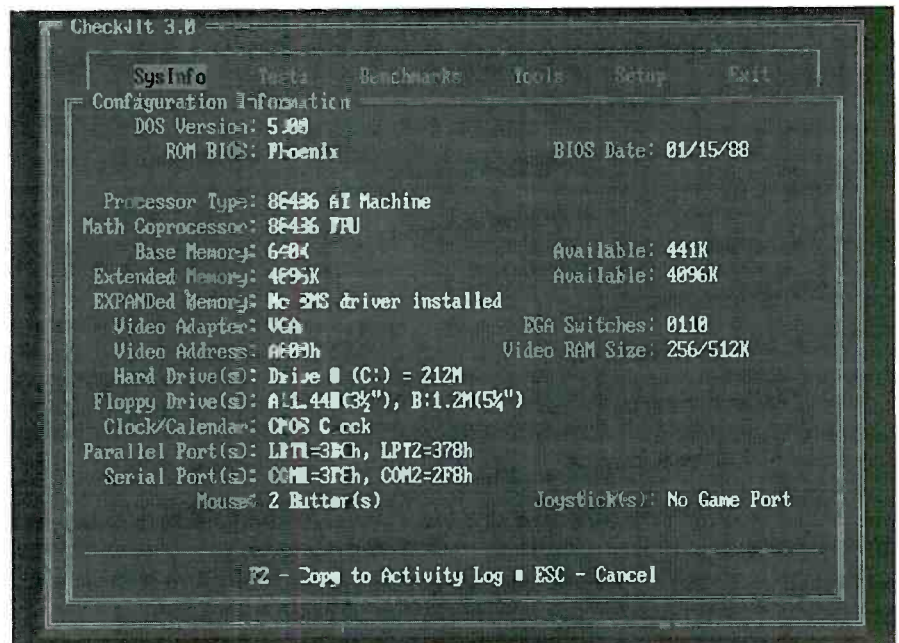 CheckIt 3.0
SysInfo Tests Benchmarks Tools Setup Exit
Configuration Information
DOS Version: 5.00
ROM BIOS: Phoenix BIOS Date: 01/15/88
Processor Type: 80486 AT Machine
Math Coprocessor: 80486 FPU
Base Memory: 640K Available: 441K
Extended Memory: 4096K Available: 4096K
EXPANDed Memory: No EMS driver installed
Video Adapter: VGA EGA Switches: 0110
Video Address: A000h Video RAM Size: 256/512K
Hard Drive(s): Drive 0 (C:) = 212M
Floppy Drive(s): A:1.44M(3½"), B:1.2M(5¼")
Clock/Calendar: CMOS Clock
Parallel Port(s): LPT1=3BCh, LPT2=378h
Serial Port(s): COM1=3F8h, COM2=2F8h
Mouse: 2 Button(s) Joystick(s): No Game Port
F2 - Copy to Activity Log ■ ESC - Cancel